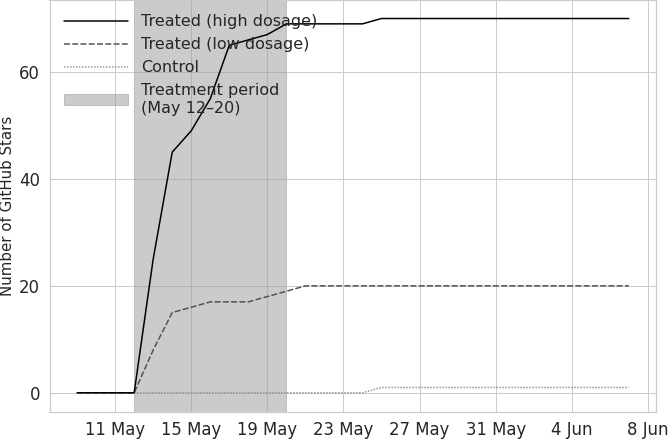 Treated (high dosage)
Treated (low dosage)
Control
Treatment period
(May 12–20)
Number of GitHub Stars
60
40
20
0
11 May
15 May
19 May
23 May
27 May
31 May
4 Jun
8 Jun